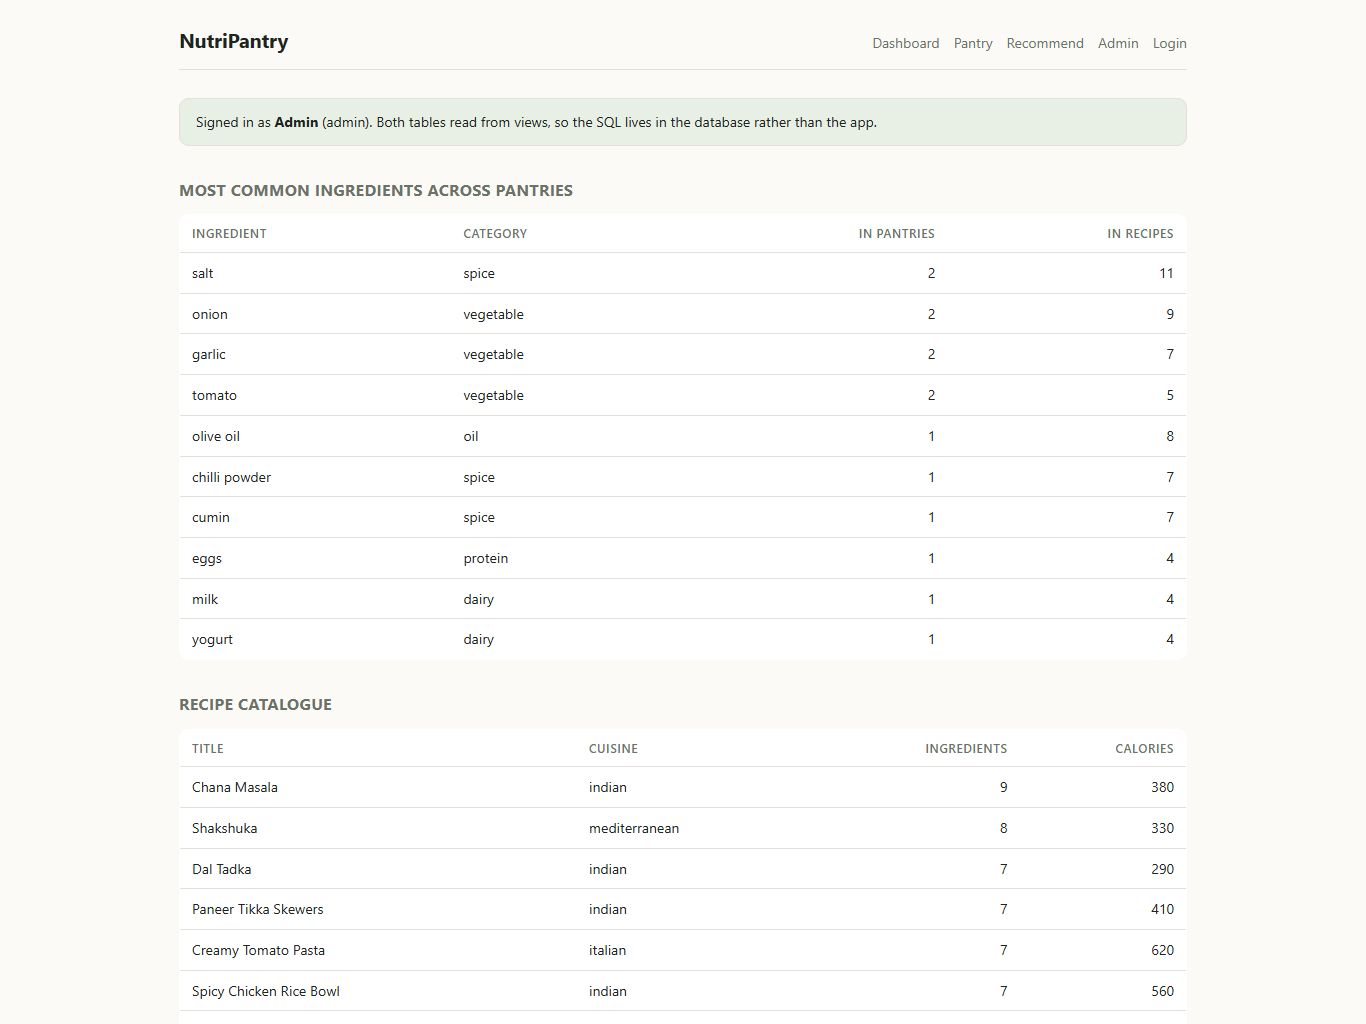 NutriPantry
Dashboard Pantry Recommend Admin Login
Signed in as Admin (admin). Both tables read from views, so the SQL lives in the database rather than the app.
MOST COMMON INGREDIENTS ACROSS PANTRIES
INGREDIENT CATEGORY IN PANTRIES IN RECIPES
salt spice 2 11
onion vegetable 2 9
garlic vegetable 2 7
tomato vegetable 2 5
olive oil oil 1 8
chilli powder spice 1 7
cumin spice 1 7
eggs protein 1 4
milk dairy 1 4
yogurt dairy 1 4
RECIPE CATALOGUE
TITLE CUISINE INGREDIENTS CALORIES
Chana Masala indian 9 380
Shakshuka mediterranean 8 330
Dal Tadka indian 7 290
Paneer Tikka Skewers indian 7 410
Creamy Tomato Pasta italian 7 620
Spicy Chicken Rice Bowl indian 7 560